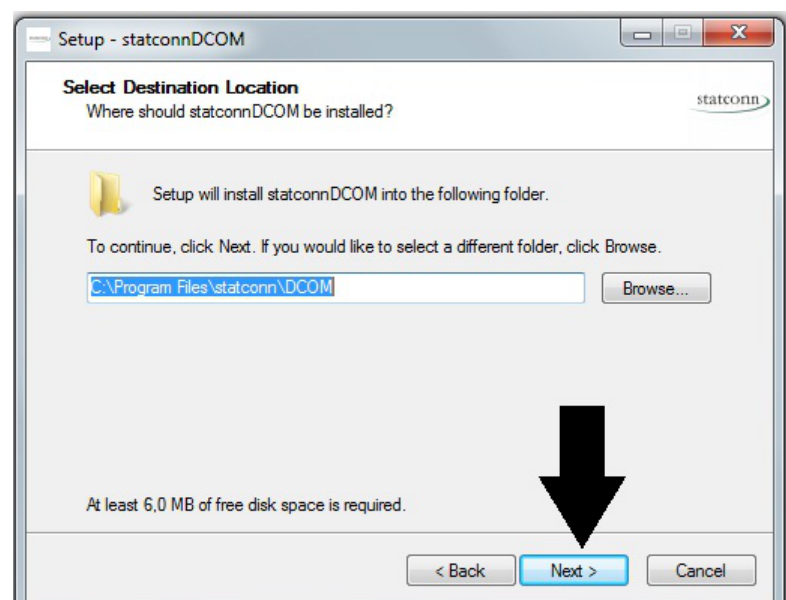 Setup - statconnDCOM
Select Destination Location
Where should statconnDCOM be installed?
statconn
Setup will install statconnDCOM into the following folder.
To continue, click Next. If you would like to select a different folder, click Browse.
C:\Program Files\statconn\DCOM
Browse...
At least 6,0 MB of free disk space is required.
< Back
Next >
Cancel